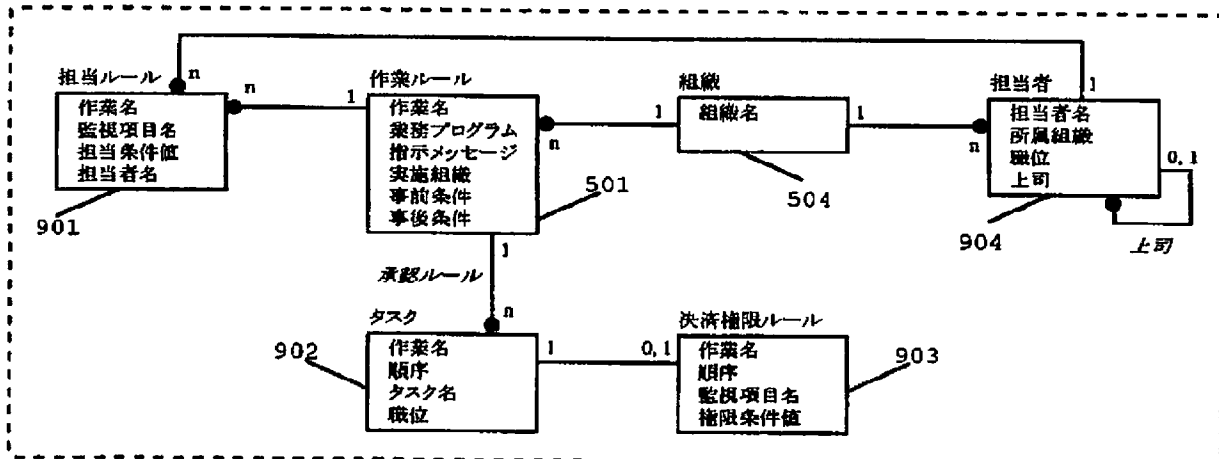 担当ルール
n
作業名
監視項目名
担当条件値
担当者名
901
n
1
作業ルール
作業名
業務プログラム
指示メッセージ
実施組織
事前条件
事後条件
501
n
1
組織
組織名
504
1
n
担当者
1
担当者名
所属組織
職位
上司
904
0, 1
上司
1
承認ルール
n
タスク
作業名
順序
タスク名
職位
902
1
0, 1
決済権限ルール
作業名
順序
監視項目名
権限条件値
903